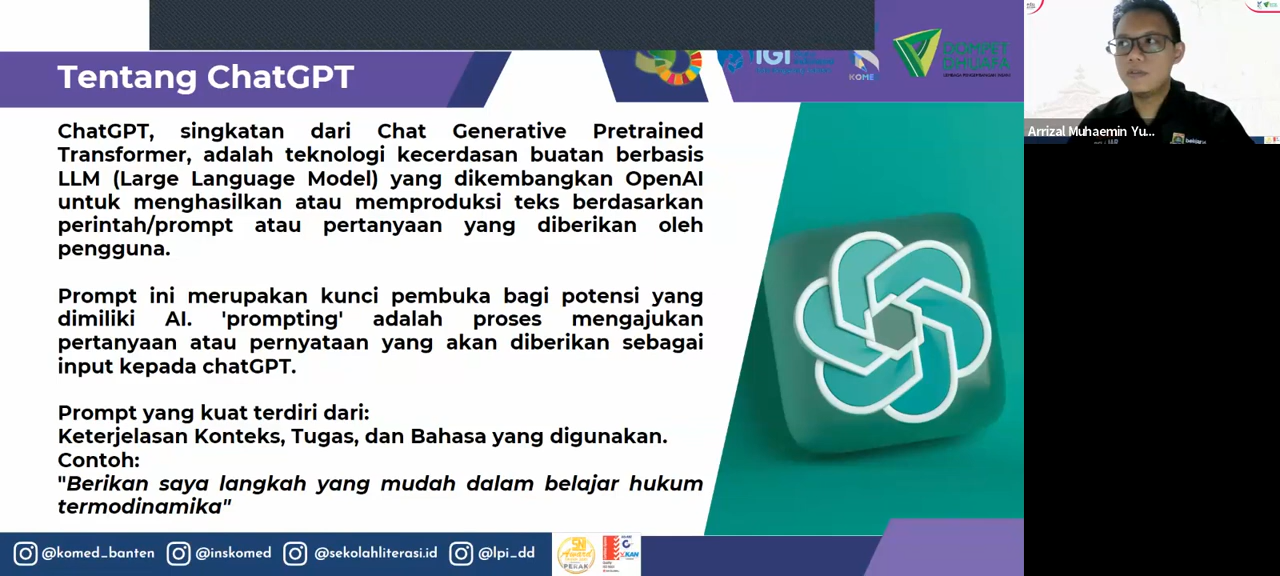 Tentang ChatGPT
IGI
KOME
DOMPET
DHUAFA
ChatGPT, singkatan dari Chat Generative Pretrained
Transformer, adalah teknologi kecerdasan buatan berbasis
LLM (Large Language Model) yang dikembangkan OpenAI
untuk menghasilkan atau memproduksi teks berdasarkan
perintah/prompt atau pertanyaan yang diberikan oleh
pengguna.
Prompt ini merupakan kunci pembuka bagi potensi yang
dimiliki AI. 'prompting' adalah proses mengajukan
pertanyaan atau pernyataan yang akan diberikan sebagai
input kepada chatGPT.
Prompt yang kuat terdiri dari:
Keterjelasan Konteks, Tugas, dan Bahasa yang digunakan.
Contoh:
"Berikan saya langkah yang mudah dalam belajar hukum
termodinamika"
@komed_banten @inskomed @sekolahliterasi.id @lpi_dd
Award
PERAK
KAN
Arrizal Muhaemin Yu...